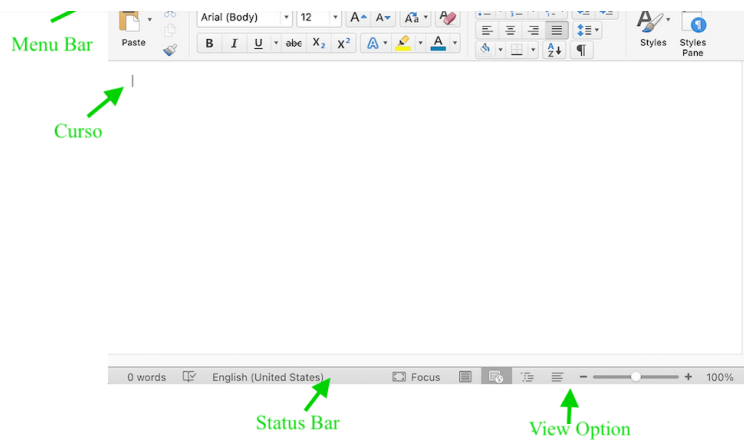 Arial (Body) 12 A A Aa A
Menu Bar
Paste
B I U abc X2 X2 A A
A
Z
¶
Styles
Styles
Pane
Curso
0 words English (United States) Focus 100%
Status Bar
View Option